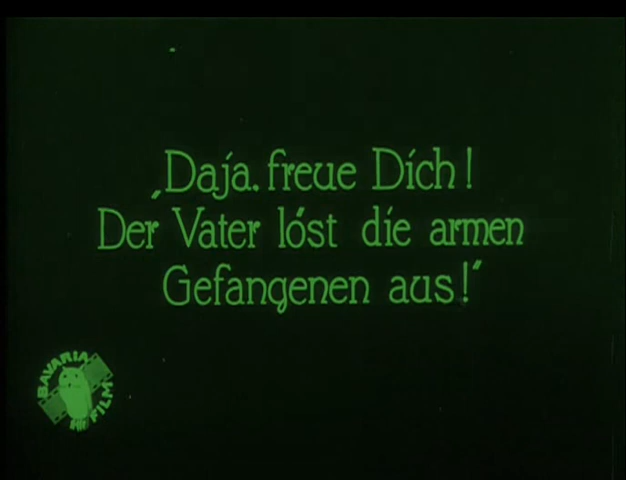 „Daja. freue Dich!
Der Vater löst die armen
Gefangenen aus!“
BAVARIA
FILM